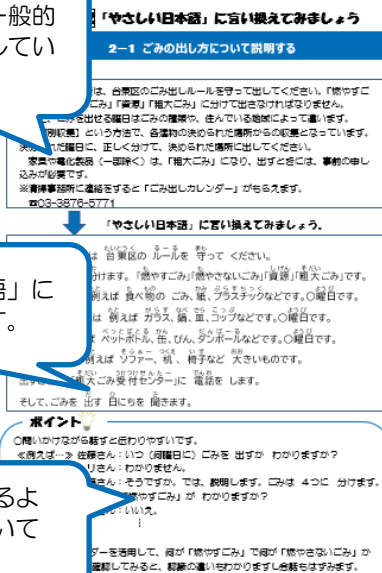 一般的
してい
語」に
す。
るよ
いて
「やさしい日本語」に言い換えてみましょう
2－1 ごみの出し方について説明する
は、台東区のごみ出しルールを守って出してください。「燃やすご
ごみ」「資源」「粗大ごみ」に分けて出さなければなりません。
ごみを出せる曜日はごみの種類や、住んでいる地域によって違います。
別収集】という方法で、各建物の決められた場所からの収集となっています。
決められた曜日に、正しく分けて、決められた場所に出してください。
家具や電化製品（一部除く）は、「粗大ごみ」になり、出すときには、事前の申し
込みが必要です。
※清掃事務所に連絡をすると「ごみ出しカレンダー」がもらえます。
☎03-3876-5771
「やさしい日本語」に言い換えてみましょう。
は 台東区の ルールを 守って ください。
分けます。「燃やすごみ」「燃やさないごみ」「資源」「粗大ごみ」です。
例えば 食べ物の ごみ、紙、プラスチックなどです。○曜日です。
は 例えば ガラス、鍋、皿、コップなどです。○曜日です。
ば ペットボトル、缶、びん、ダンボールなどです。○曜日です。
例えば ソファー、机、椅子など 大きいものです。
出す 「粗大ごみ受付センター」に 電話を します。
そして、ごみを 出す 日にちを 聞きます。
ポイント
○問いかけながら話すと伝わりやすいです。
≪例えば…≫ 佐藤さん：いつ（何曜日に）ごみを 出すか わかりますか？
リさん：わかりません。
さん：そうですか。では、説明します。ごみは 4つに 分けます。
「燃やすごみ」が わかりますか？
：いいえ。
ダーを活用して、何が「燃やすごみ」で何が「燃やさないごみ」か
確認してみると、認識の違いもわかりますし会話もはずみます。